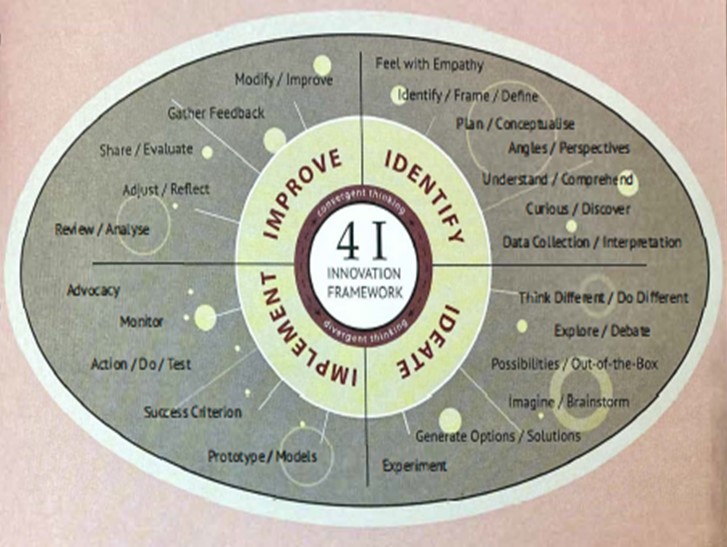 Modify / Improve
Gather Feedback
Share / Evaluate
Adjust / Reflect
Review / Analyse
Feel with Empathy
Identify / Frame / Define
Plan / Conceptualise
Angles / Perspectives
Understand / Comprehend
Curious / Discover
Data Collection / Interpretation
IMPROVE
IDENTIFY
convergent thinking
4 I
INNOVATION
FRAMEWORK
divergent thinking
IMPLEMENT
IDEATE
Advocacy
Monitor
Action / Do / Test
Success Criterion
Prototype / Models
Think Different / Do Different
Explore / Debate
Possibilities / Out-of-the-Box
Imagine / Brainstorm
Generate Options / Solutions
Experiment